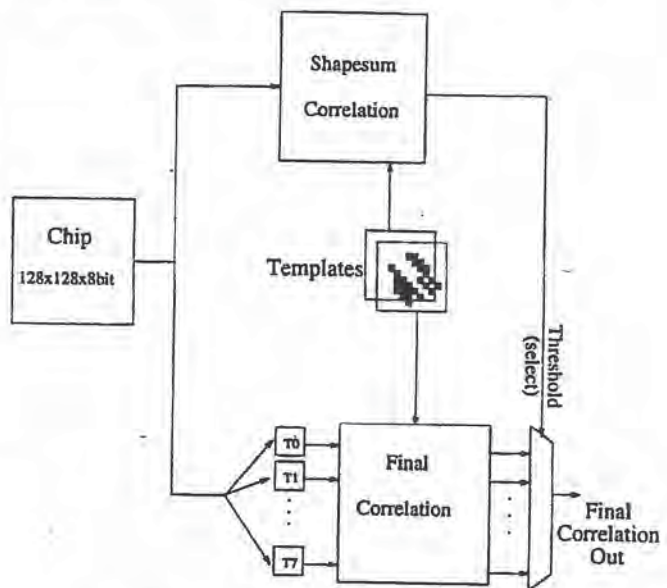 Shapesum
Correlation
Chip
128x128x8bit
Templates
Threshold
(select)
T0
T1
T7
Final
Correlation
Final
Correlation
Out